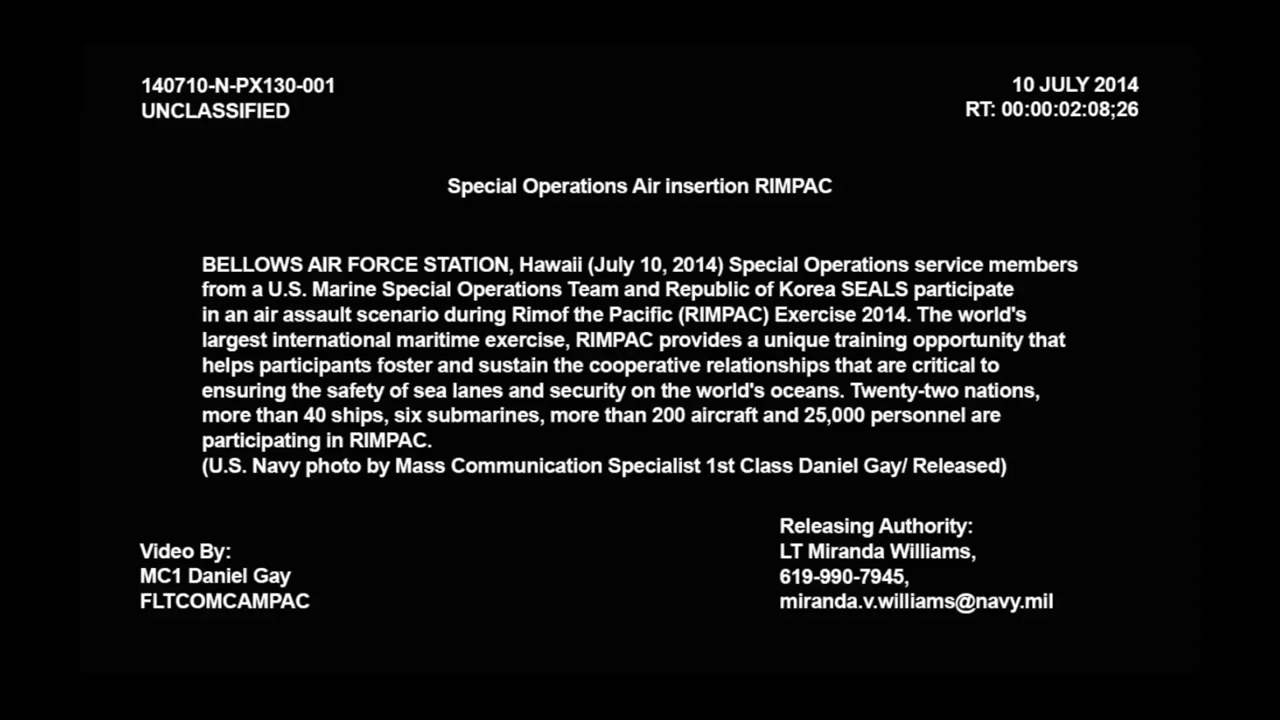 140710-N-PX130-001
UNCLASSIFIED
10 JULY 2014
RT: 00:00:02:08;26
Special Operations Air insertion RIMPAC
BELLOWS AIR FORCE STATION, Hawaii (July 10, 2014) Special Operations service members
from a U.S. Marine Special Operations Team and Republic of Korea SEALS participate
in an air assault scenario during Rimof the Pacific (RIMPAC) Exercise 2014. The world's
largest international maritime exercise, RIMPAC provides a unique training opportunity that
helps participants foster and sustain the cooperative relationships that are critical to
ensuring the safety of sea lanes and security on the world's oceans. Twenty-two nations,
more than 40 ships, six submarines, more than 200 aircraft and 25,000 personnel are
participating in RIMPAC.
(U.S. Navy photo by Mass Communication Specialist 1st Class Daniel Gay/ Released)
Video By:
MC1 Daniel Gay
FLTCOMCAMPAC
Releasing Authority:
LT Miranda Williams,
619-990-7945,
miranda.v.williams@navy.mil